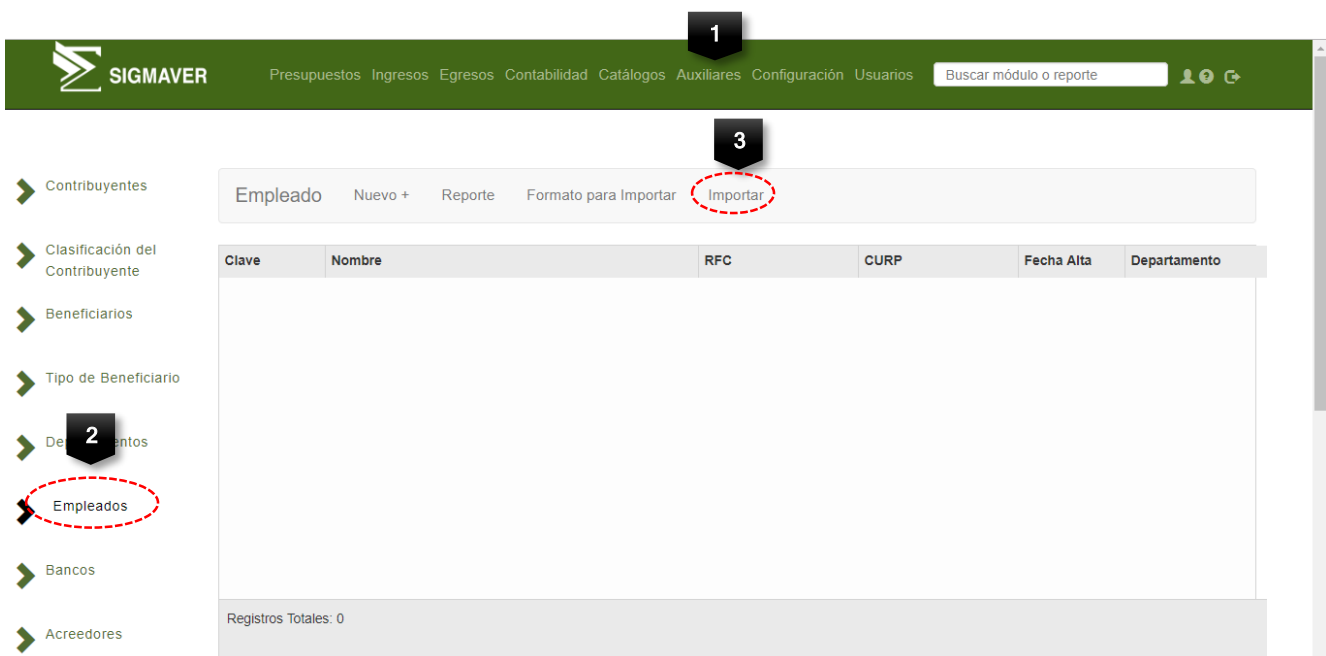 1
SIGMAVER
Presupuestos Ingresos Egresos Contabilidad Catálogos Auxiliares Configuración Usuarios Buscar módulo o reporte
3
Contribuyentes
Empleado Nuevo + Reporte Formato para Importar Importar
Clasificación del
Contribuyente
Clave Nombre RFC CURP Fecha Alta Departamento
Beneficiarios
Tipo de Beneficiario
2
Empleados
Bancos
Registros Totales: 0
Acreedores